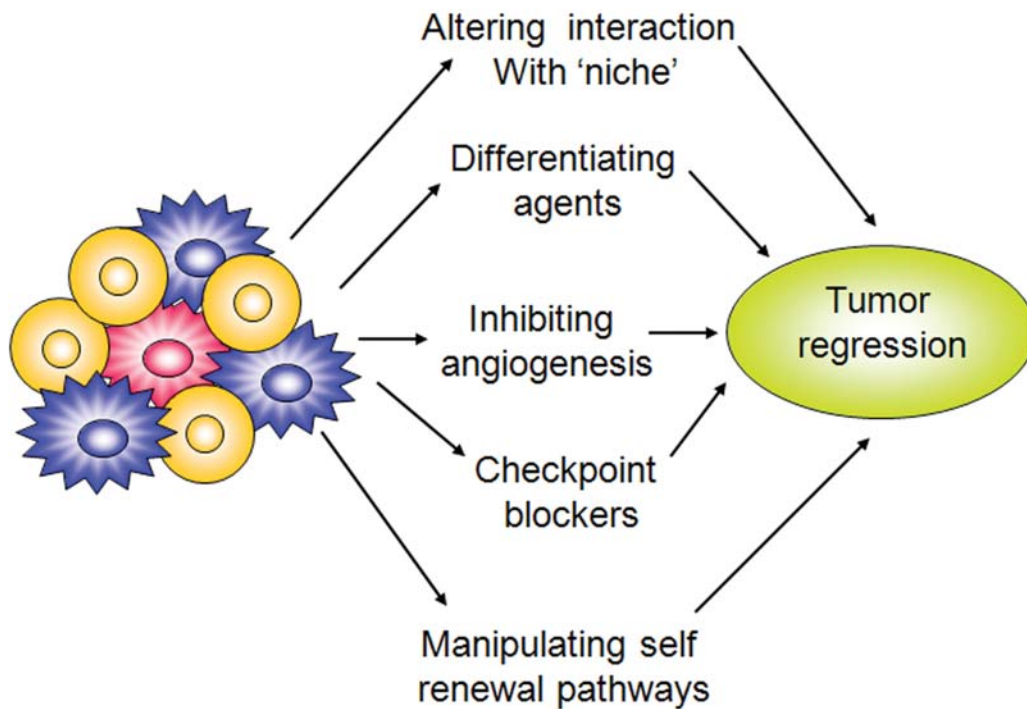 Altering interaction
With ‘niche’
Differentiating
agents
Inhibiting
angiogenesis
Checkpoint
blockers
Manipulating self
renewal pathways
Tumor
regression